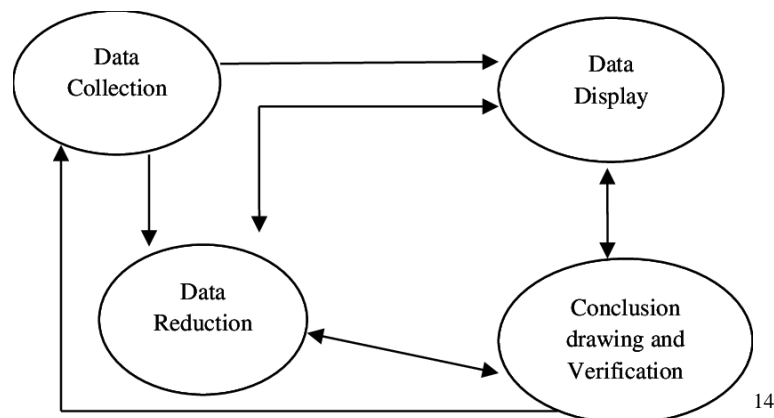 Data
Collection
Data
Display
Data
Reduction
Conclusion
drawing and
Verification
14